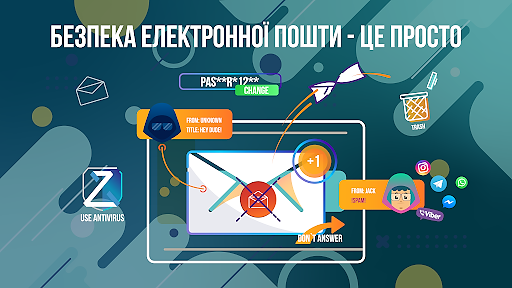 БЕЗПЕКА ЕЛЕКТРОННОЇ ПОШТИ - ЦЕ ПРОСТО
PAS**R*12**
CHANGE
FROM: UNKNOWN
TITLE: HEY DUDE!
TRASH
+1
FROM: JACK
!SPAM!
Z
USE ANTIVIRUS
Viber
DON`T ANSWER